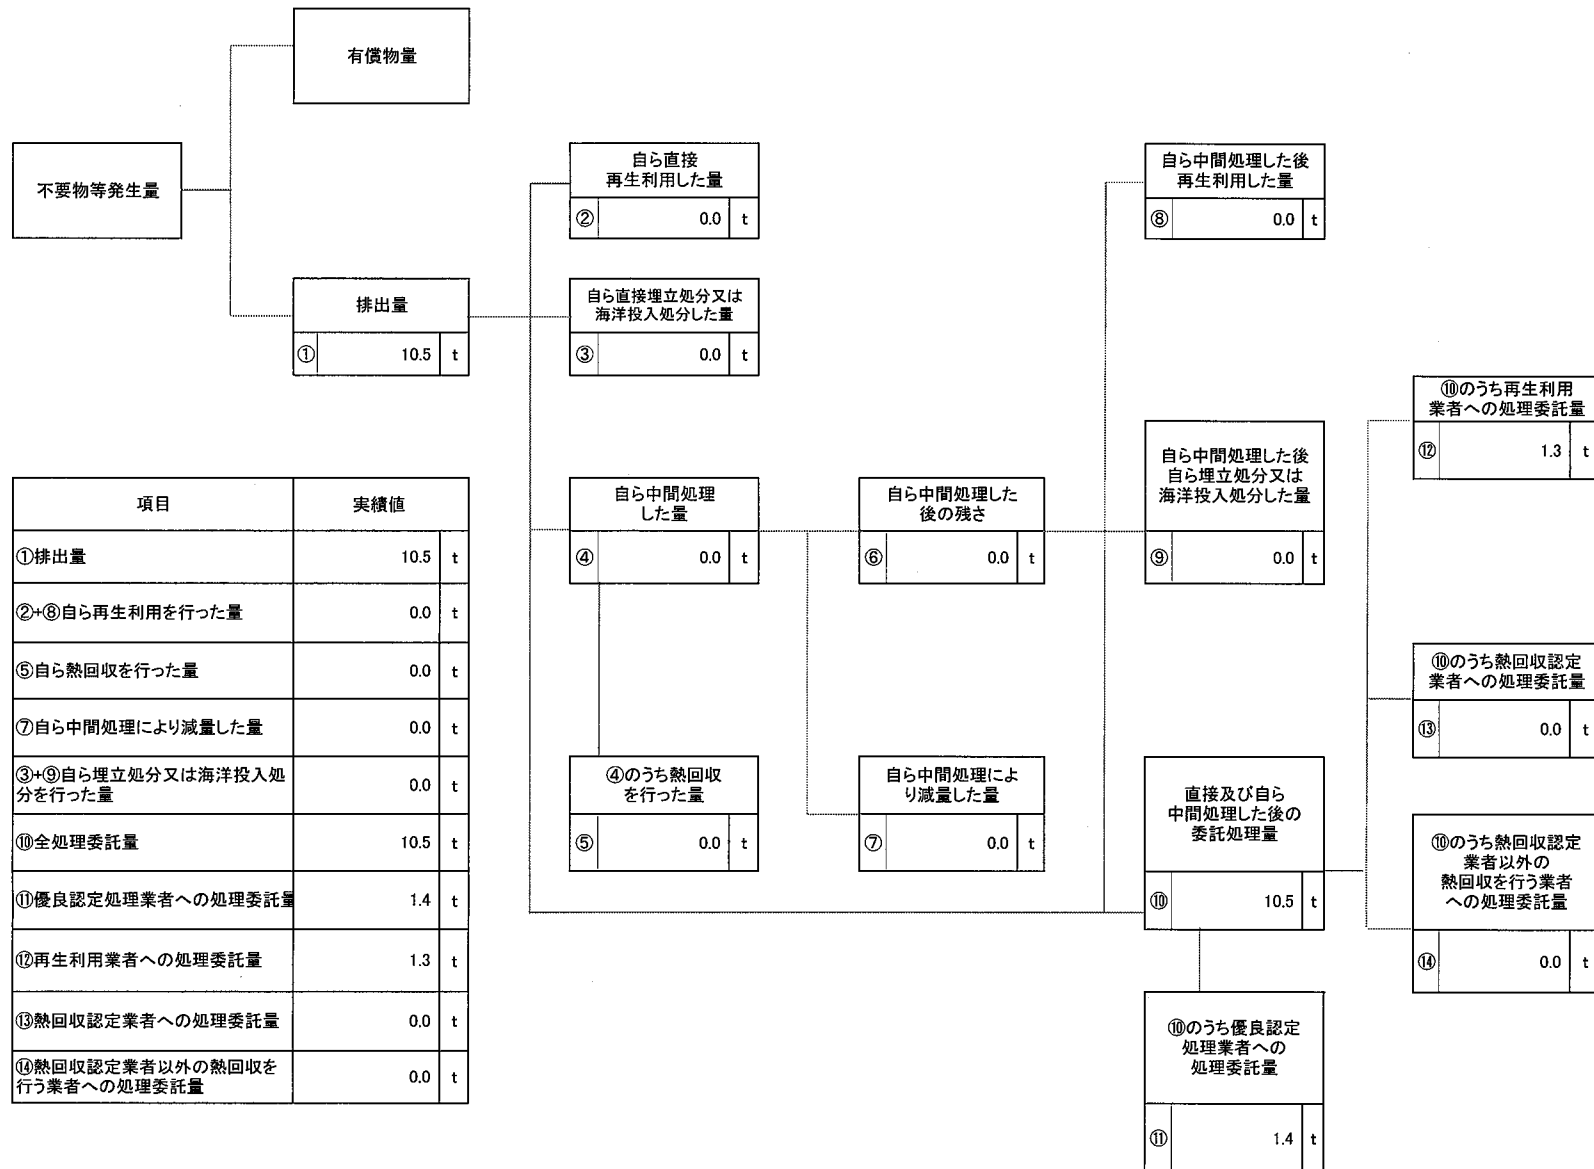 有償物量
不要物等発生量
排出量
① 10.5 t
自ら直接
再生利用した量
② 0.0 t
自ら直接埋立処分又は
海洋投入処分した量
③ 0.0 t
自ら中間処理
した量
④ 0.0 t
④のうち熱回収
を行った量
⑤ 0.0 t
自ら中間処理した
後の残さ
⑥ 0.0 t
自ら中間処理によ
り減量した量
⑦ 0.0 t
自ら中間処理した後
再生利用した量
⑧ 0.0 t
自ら中間処理した後
自ら埋立処分又は
海洋投入処分した量
⑨ 0.0 t
直接及び自ら
中間処理した後の
委託処理量
⑩ 10.5 t
⑩のうち優良認定
処理業者への
処理委託量
⑪ 1.4 t
⑩のうち再生利用
業者への処理委託量
⑫ 1.3 t
⑩のうち熱回収認定
業者への処理委託量
⑬ 0.0 t
⑩のうち熱回収認定
業者以外の
熱回収を行う業者
への処理委託量
⑭ 0.0 t
項目 実績値
①排出量 10.5 t
②+⑧自ら再生利用を行った量 0.0 t
⑤自ら熱回収を行った量 0.0 t
⑦自ら中間処理により減量した量 0.0 t
③+⑨自ら埋立処分又は海洋投入処
分を行った量 0.0 t
⑩全処理委託量 10.5 t
⑪優良認定処理業者への処理委託量 1.4 t
⑫再生利用業者への処理委託量 1.3 t
⑬熱回収認定業者への処理委託量 0.0 t
⑭熱回収認定業者以外の熱回収を
行う業者への処理委託量 0.0 t